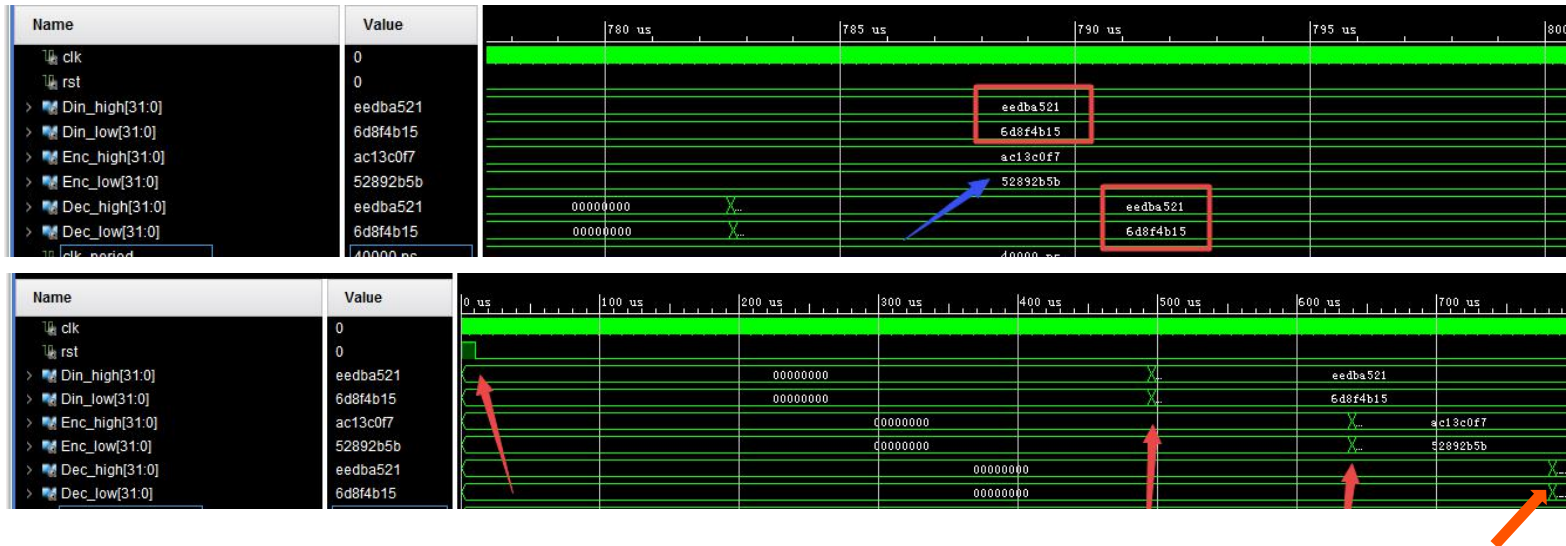 Name Value 780 us 785 us 790 us 795 us 800
clk 0
rst 0
Din_high[31:0] eedba521 eedba521
Din_low[31:0] 6d8f4b15 6d8f4b15
Enc_high[31:0] ac13c0f7 ac13c0f7
Enc_low[31:0] 52892b5b 52892b5b
Dec_high[31:0] eedba521 00000000 ... eedba521
Dec_low[31:0] 6d8f4b15 00000000 ... 6d8f4b15
clk_period 40000 ps 40000 ps
Name Value 0 us 100 us 200 us 300 us 400 us 500 us 600 us 700 us
clk 0
rst 0
Din_high[31:0] eedba521 00000000 ... eedba521
Din_low[31:0] 6d8f4b15 00000000 ... 6d8f4b15
Enc_high[31:0] ac13c0f7 00000000 ... ac13c0f7
Enc_low[31:0] 52892b5b 00000000 ... 52892b5b
Dec_high[31:0] eedba521 00000000 ...
Dec_low[31:0] 6d8f4b15 00000000 ...